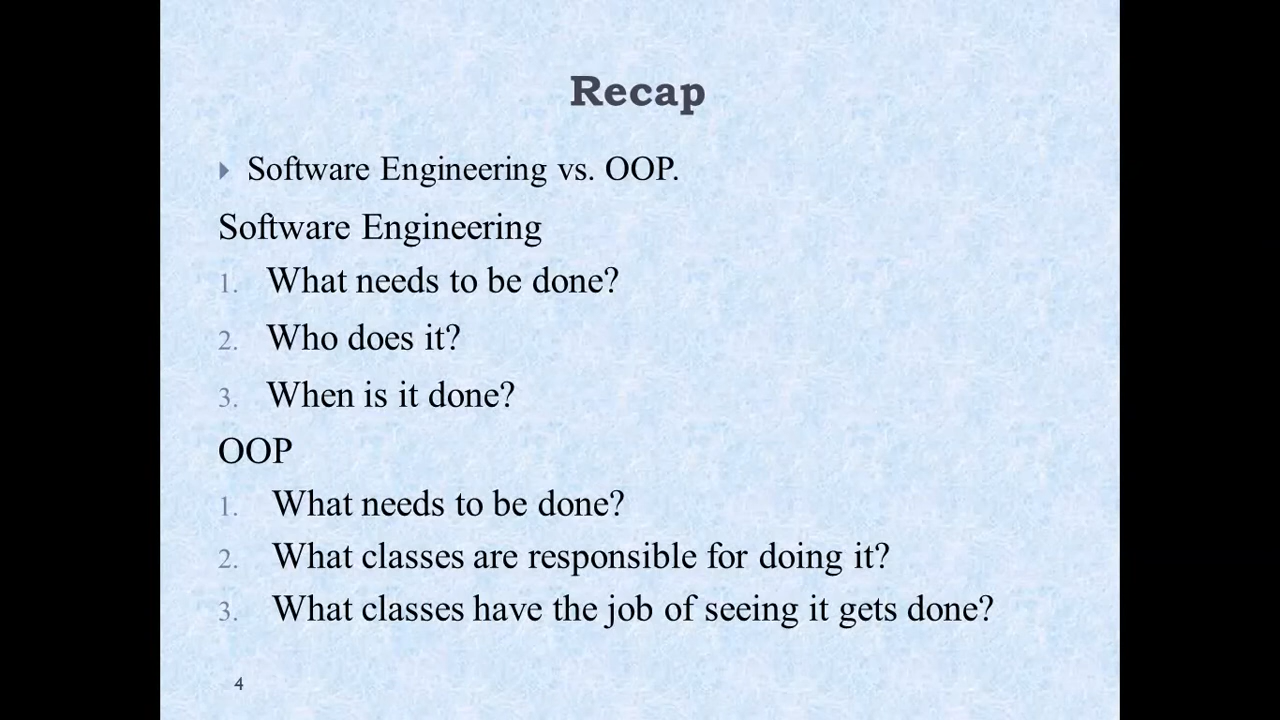 Recap
Software Engineering vs. OOP.
Software Engineering
1. What needs to be done?
2. Who does it?
3. When is it done?
OOP
1. What needs to be done?
2. What classes are responsible for doing it?
3. What classes have the job of seeing it gets done?
4